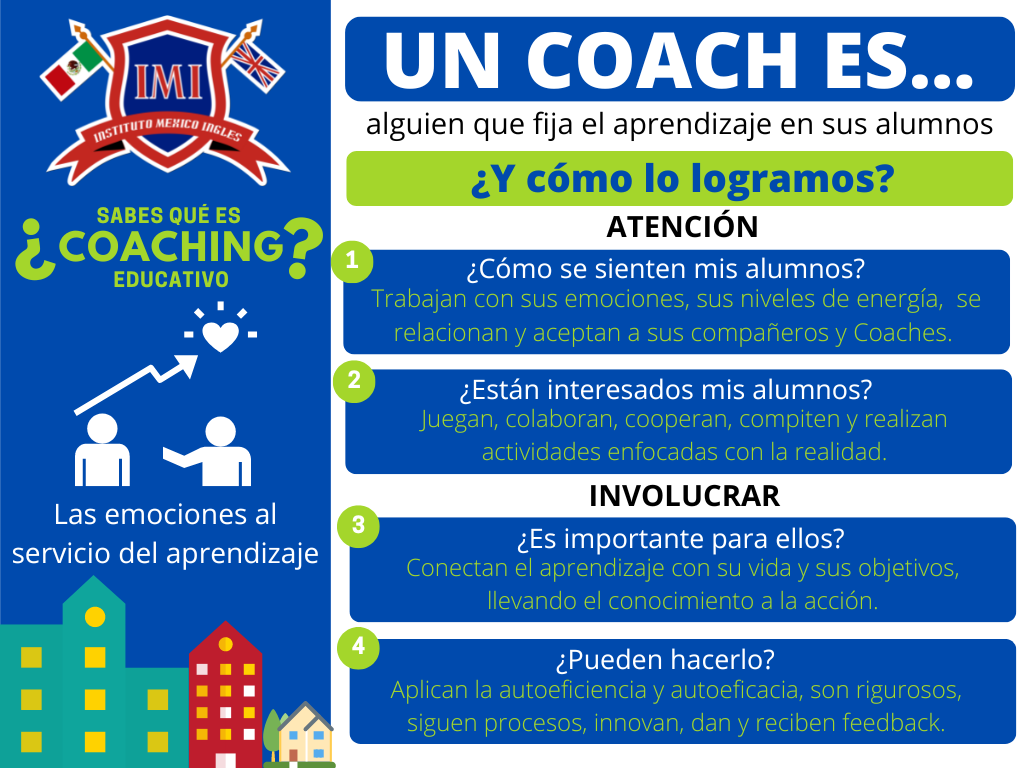 IMI
INSTITUTO MEXICO INGLES
SABES QUÉ ES
¿COACHING?
EDUCATIVO
Las emociones al
servicio del aprendizaje
UN COACH ES...
alguien que fija el aprendizaje en sus alumnos
¿Y cómo lo logramos?
ATENCIÓN
1
¿Cómo se sienten mis alumnos?
Trabajan con sus emociones, sus niveles de energía, se
relacionan y aceptan a sus compañeros y Coaches.
2
¿Están interesados mis alumnos?
Juegan, colaboran, cooperan, compiten y realizan
actividades enfocadas con la realidad.
INVOLUCRAR
3
¿Es importante para ellos?
Conectan el aprendizaje con su vida y sus objetivos,
llevando el conocimiento a la acción.
4
¿Pueden hacerlo?
Aplican la autoeficiencia y autoeficacia, son rigurosos,
siguen procesos, innovan, dan y reciben feedback.